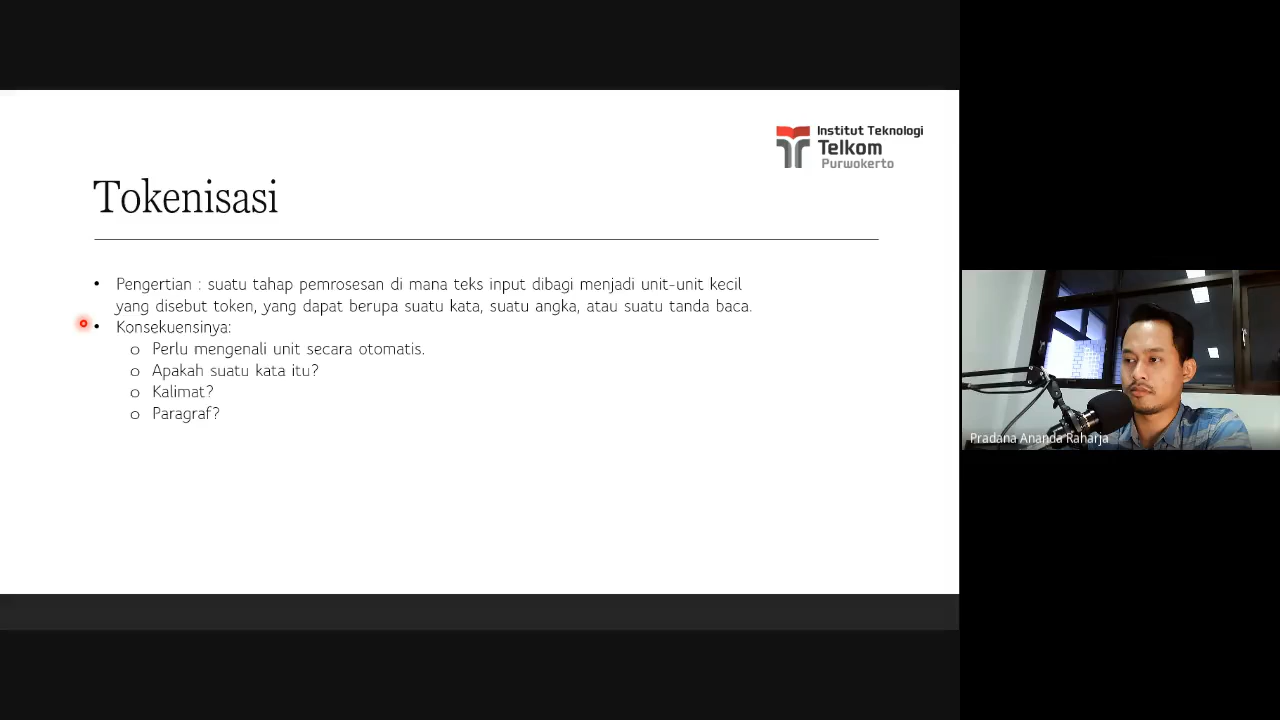 Institut Teknologi
Telkom
Purwokerto
Tokenisasi
• Pengertian : suatu tahap pemrosesan di mana teks input dibagi menjadi unit-unit kecil
yang disebut token, yang dapat berupa suatu kata, suatu angka, atau suatu tanda baca.
• Konsekuensinya:
o Perlu mengenali unit secara otomatis.
o Apakah suatu kata itu?
o Kalimat?
o Paragraf?
Pradana Ananda Raharja